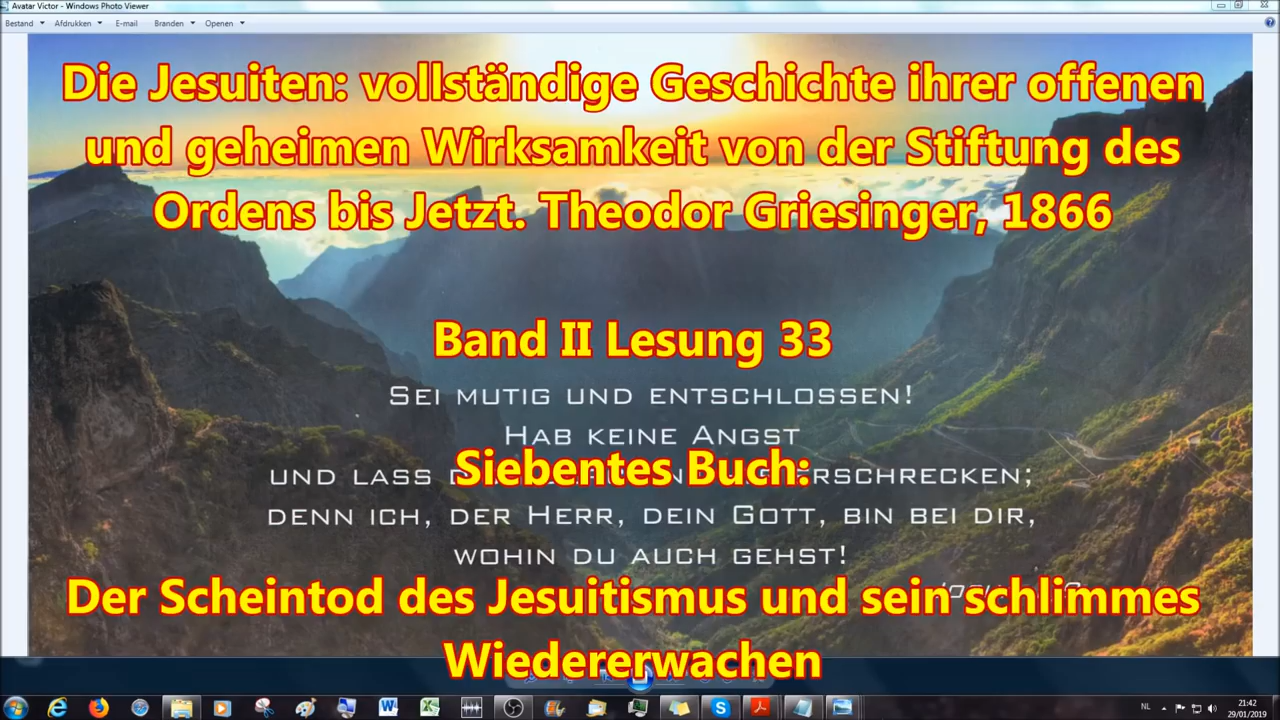 Avatar Victor - Windows Photo Viewer
Bestand Afdrukken E-mail Branden Openen
Die Jesuiten: vollständige Geschichte ihrer offenen
und geheimen Wirksamkeit von der Stiftung des
Ordens bis Jetzt. Theodor Griesinger, 1866
Band II Lesung 33
Sei mutig und entschlossen!
Hab keine Angst
Siebentes Buch:
und lass
denn ich, der Herr, dein Gott, bin bei dir,
wohin du auch gehst!
Der Scheintod des Jesuitismus und sein schlimmes
Wiedererwachen
NL
21:42
29/01/2019